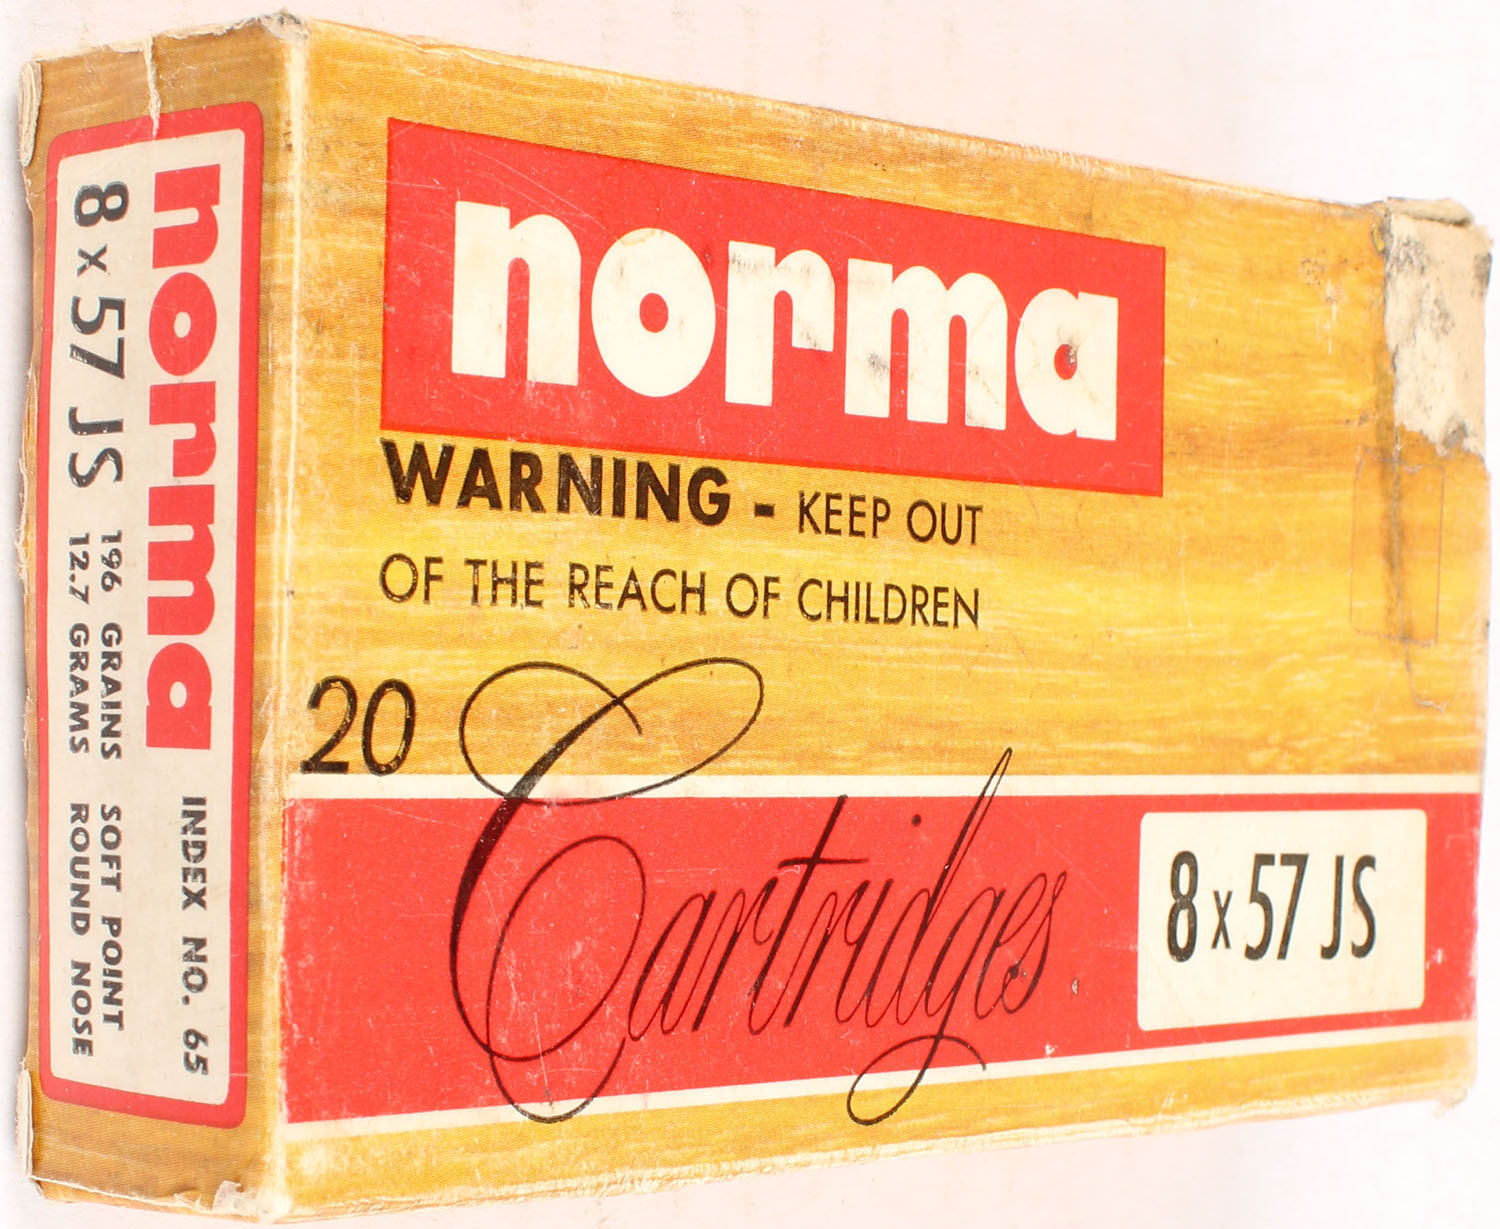 norma
WARNING - KEEP OUT
OF THE REACH OF CHILDREN
20 Cartridges
8 x 57 JS
norma INDEX NO. 65
8 x 57 JS 196 GRAINS SOFT POINT
12.7 GRAMS ROUND NOSE